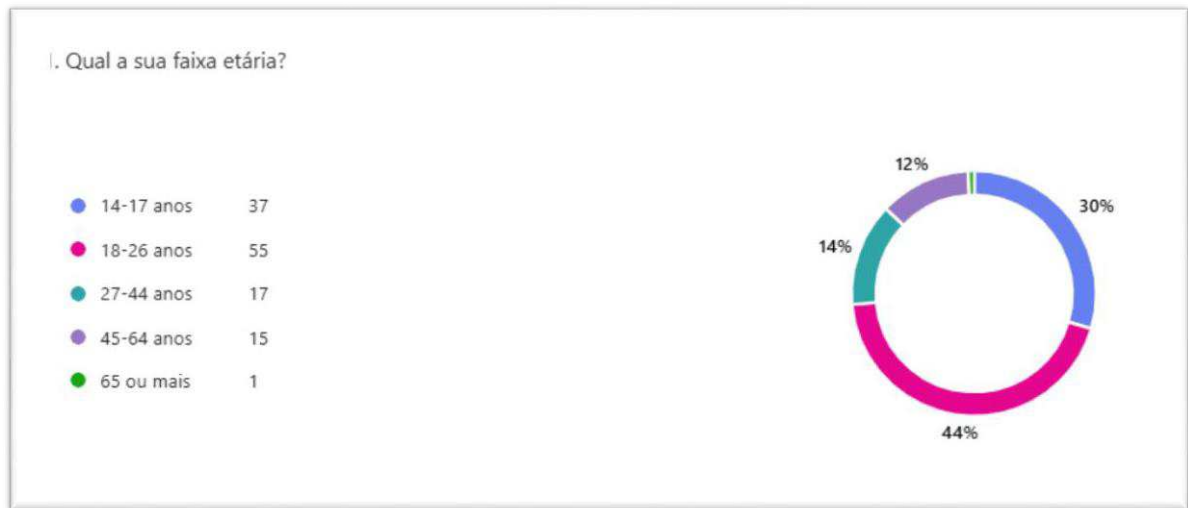 . Qual a sua faixa etária?
14-17 anos 37
18-26 anos 55
27-44 anos 17
45-64 anos 15
65 ou mais 1
12%
30%
14%
44%